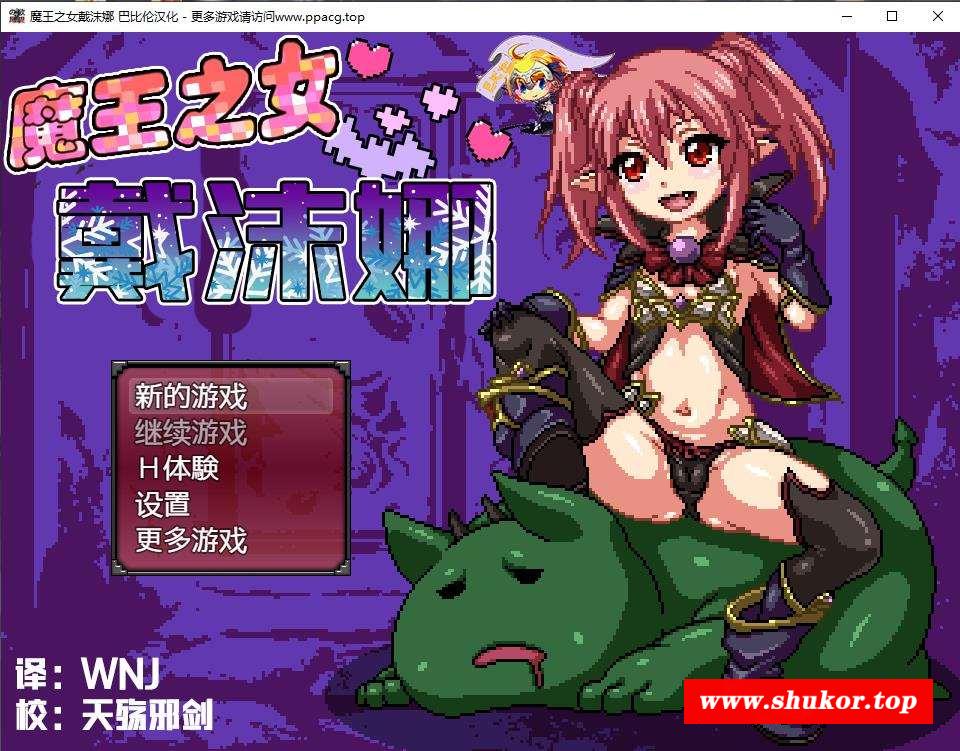 魔王之女戴沫娜 巴比伦汉化 - 更多游戏请访问www.ppacg.top
魔王之女
戴沫娜
新的游戏
继续游戏
H体験
设置
更多游戏
译：WNJ
校：天殇邪剑
www.shukor.top